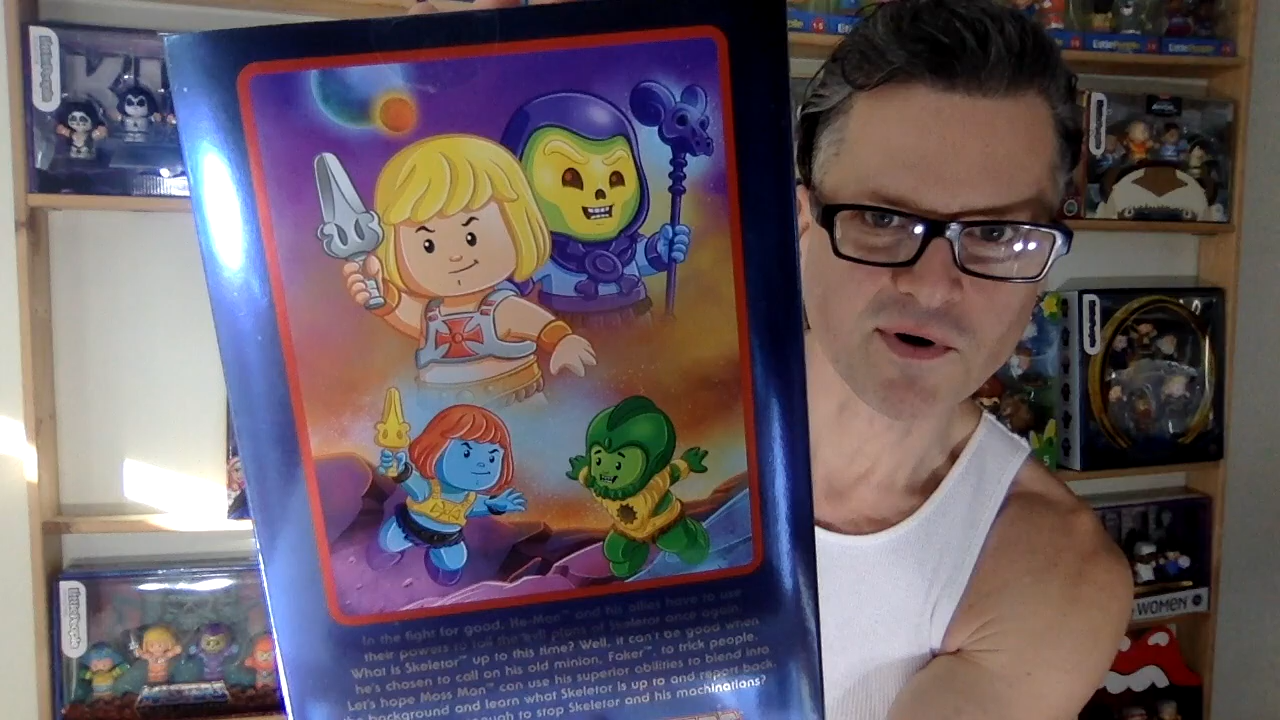 In the fight for good, He-Man™ and his allies have to use
their powers to foil the evil plans of Skeletor once again.
What is Skeletor™ up to this time? Well, it can't be good when
he's chosen to call on his old minion, Faker™, to trick people.
Let's hope Moss Man™ can use his superior abilities to blend into
the background and learn what Skeletor is up to and report back.
enough to stop Skeletor and his machinations?
WOMEN